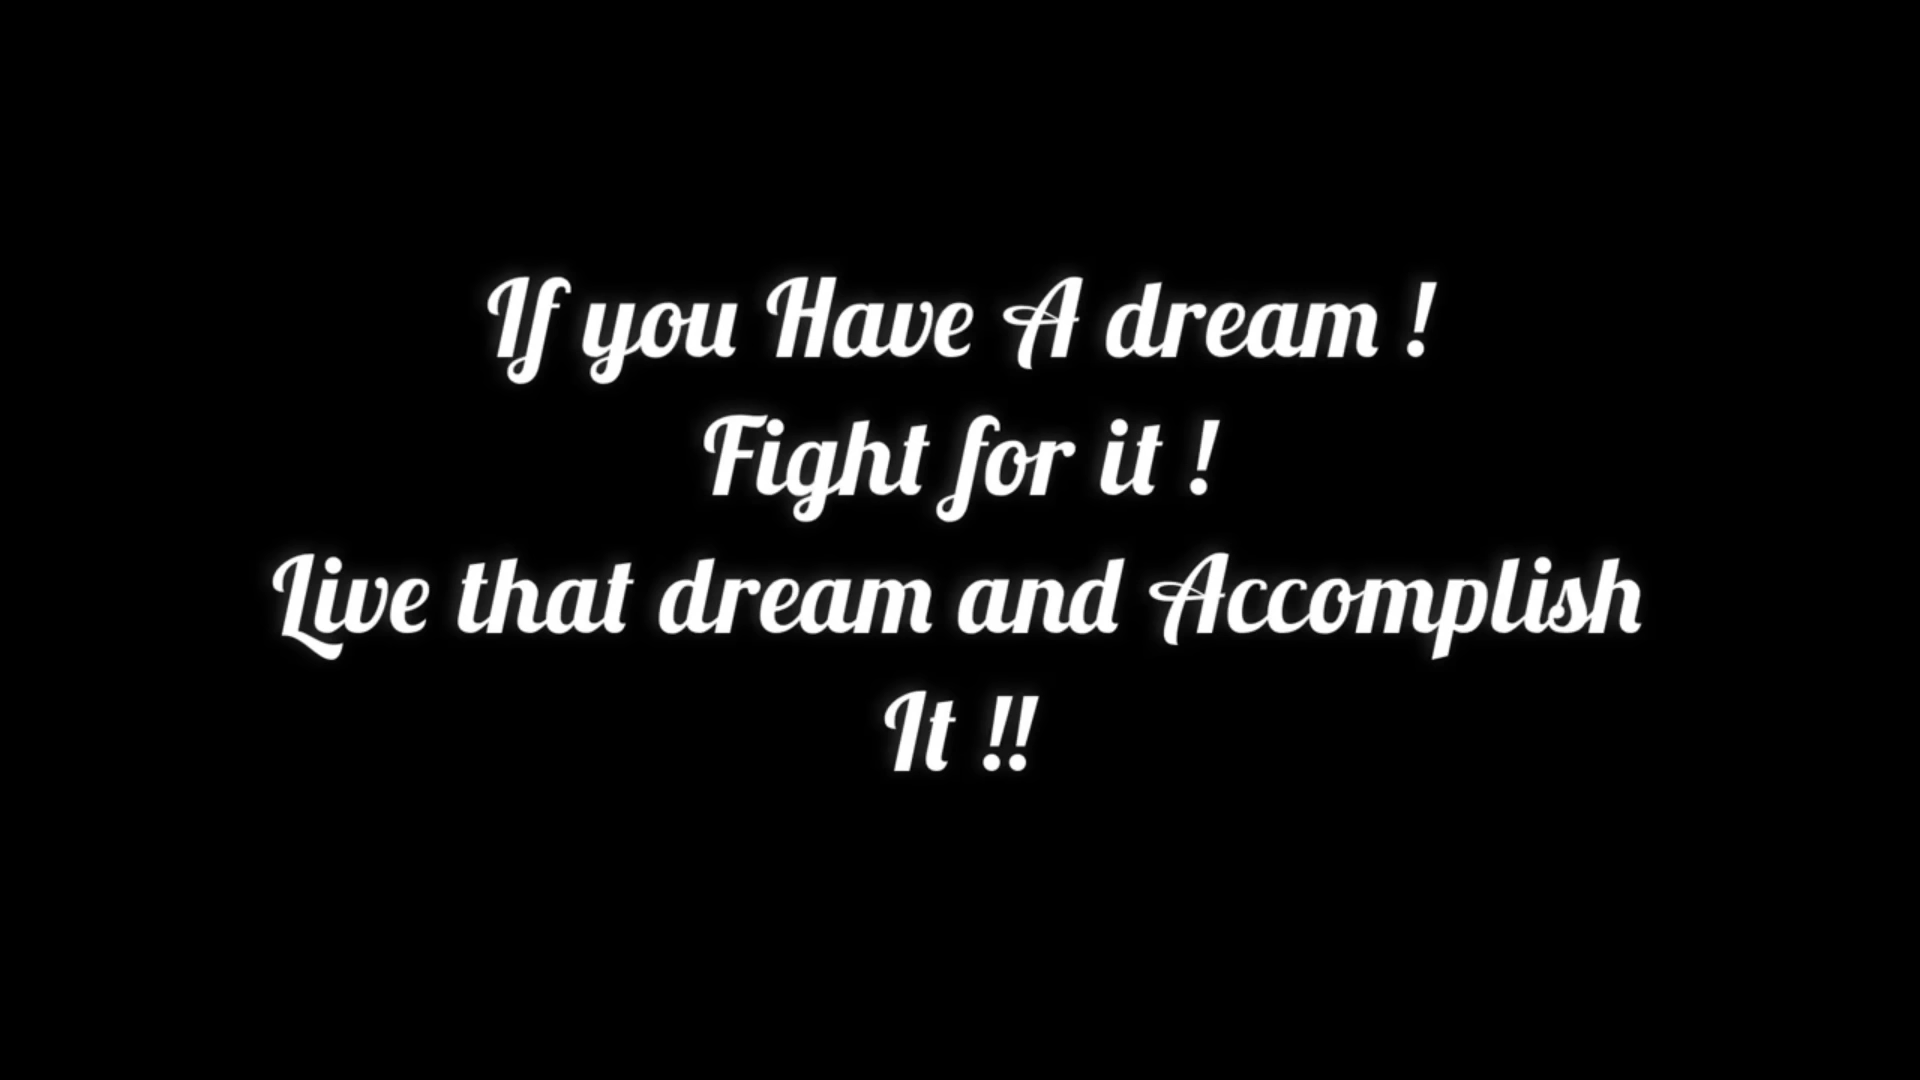 If you Have A dream !
Fight for it !
Live that dream and Accomplish
It !!